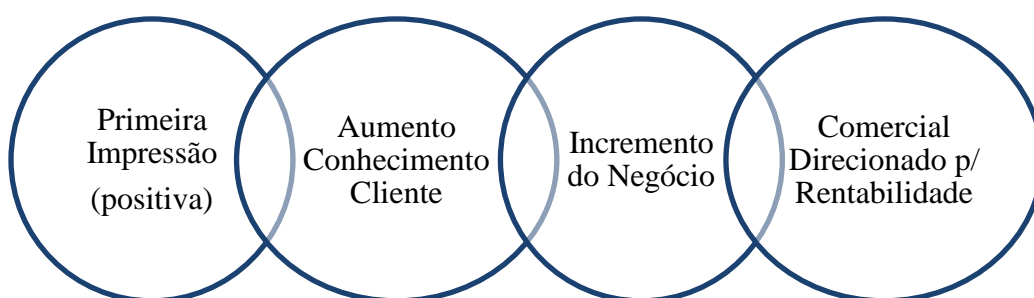 Primeira
Impressão
(positiva)
Aumento
Conhecimento
Cliente
Incremento
do Negócio
Comercial
Direcionado p/
Rentabilidade